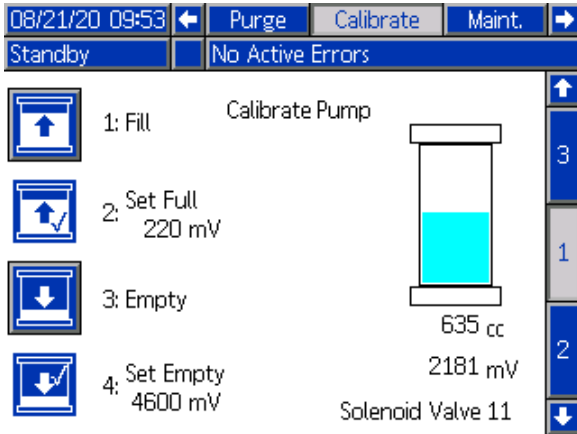 08/21/20 09:53 Purge Calibrate Maint.
Standby No Active Errors
Calibrate Pump
1: Fill
3
2: Set Full
220 mV
1
3: Empty
635 cc
2
2181 mV
4: Set Empty
4600 mV
Solenoid Valve 11